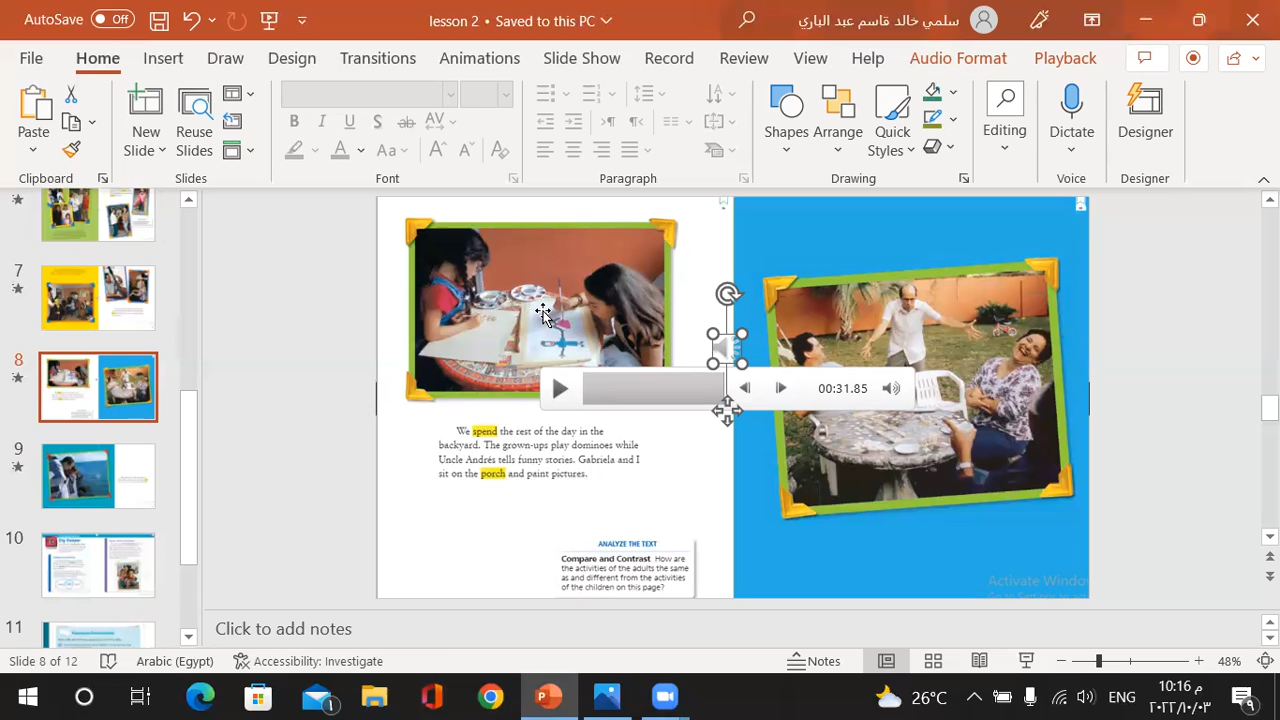 AutoSave Off
lesson 2 • Saved to this PC
سلمي خالد قاسم عبد الباري
File Home Insert Draw Design Transitions Animations Slide Show Record Review View Help Audio Format Playback
Paste
New Slide
Reuse Slides
B I U S ab AV
Aa A A A
Shapes
Arrange
Quick Styles
Editing
Dictate
Designer
Clipboard Slides Font Paragraph Drawing Voice Designer
7
8
9
10
11
00:31.85
We spend the rest of the day in the
backyard. The grown-ups play dominoes while
Uncle Andrés tells funny stories. Gabriela and I
sit on the porch and paint pictures.
ANALYZE THE TEXT
Compare and Contrast How are
the activities of the adults the same
as and different from the activities
of the children on this page?
Activate Windo
Click to add notes
Slide 8 of 12 Arabic (Egypt) Accessibility: Investigate Notes 48%
26°C ENG 10:16 م
٢٠٢٢/١٠/٠٣